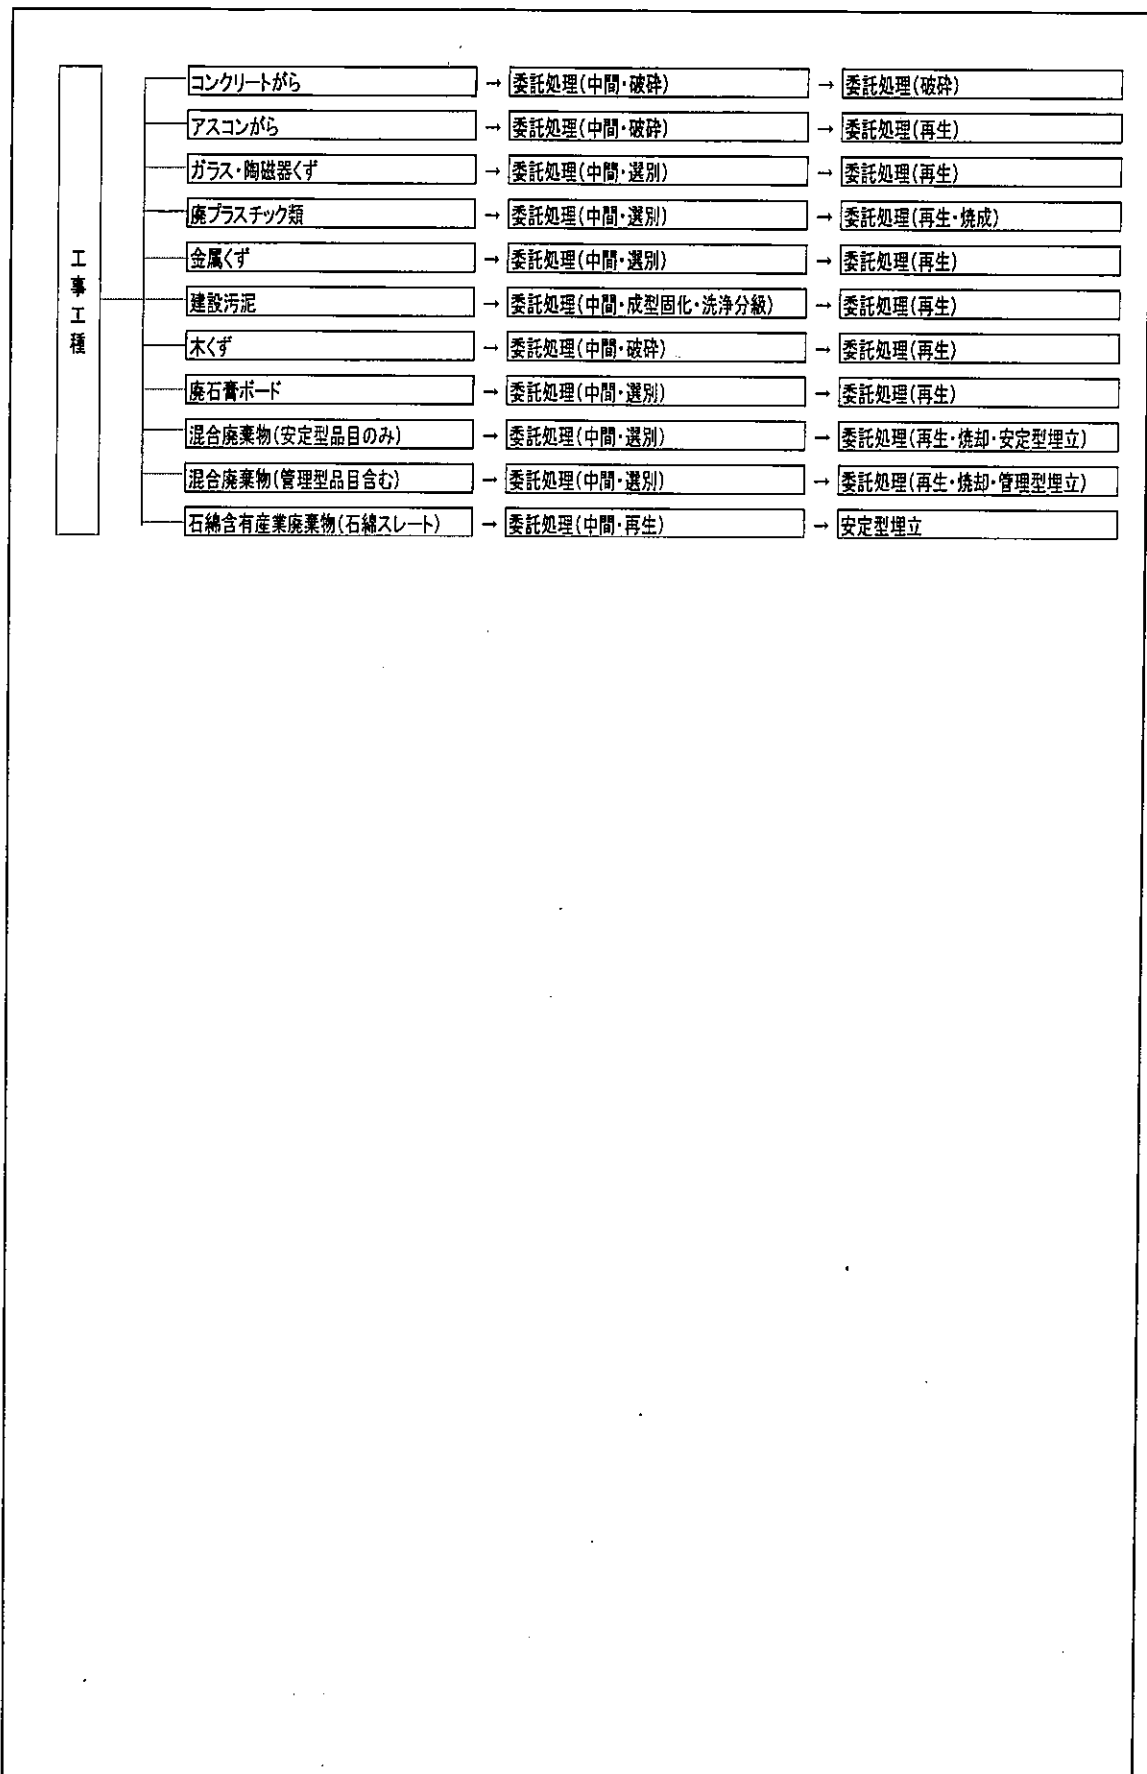 工事工種
コンクリートがら → 委託処理(中間・破砕) → 委託処理(破砕)
アスコンがら → 委託処理(中間・破砕) → 委託処理(再生)
ガラス・陶磁器くず → 委託処理(中間・選別) → 委託処理(再生)
廃プラスチック類 → 委託処理(中間・選別) → 委託処理(再生・焼成)
金属くず → 委託処理(中間・選別) → 委託処理(再生)
建設汚泥 → 委託処理(中間・成型固化・洗浄分級) → 委託処理(再生)
木くず → 委託処理(中間・破砕) → 委託処理(再生)
廃石膏ボード → 委託処理(中間・選別) → 委託処理(再生)
混合廃棄物(安定型品目のみ) → 委託処理(中間・選別) → 委託処理(再生・焼却・安定型埋立)
混合廃棄物(管理型品目含む) → 委託処理(中間・選別) → 委託処理(再生・焼却・管理型埋立)
石綿含有産業廃棄物(石綿スレート) → 委託処理(中間・再生) → 安定型埋立